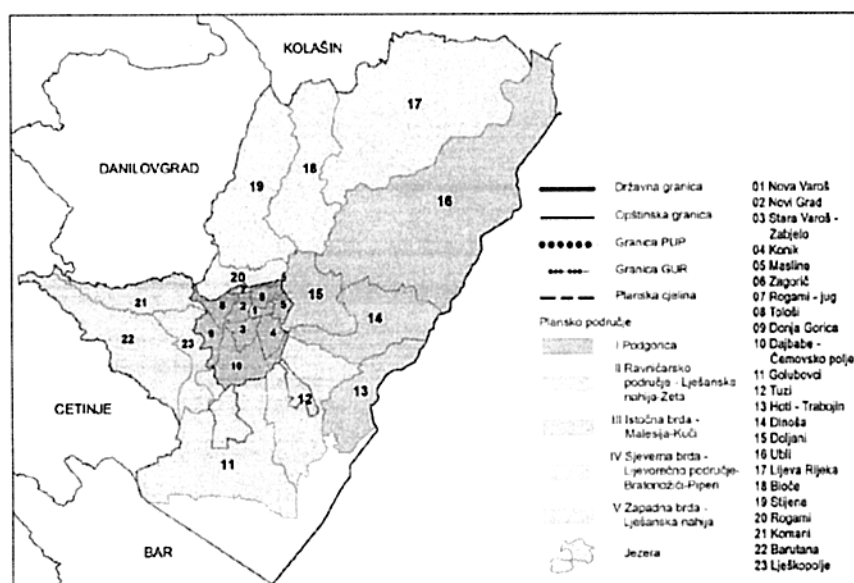 KOLAŠIN
17
DANILOVGRAD
18
19
16
20
15
21
14
22
23
13
CETINJE
12
11
BAR
10
Državna granica
Opštinska granica
Granica PUP
Granica GUR
Planska cjelina
Plansko područje
I Podgorica
II Ravničarsko
područje - Lješanska
nahija-Zeta
III Istočna brda -
Malesija-Kuči
IV Sjeverna brda -
Lijevorečko područje-
Bratonožići-Piperi
V Zapadna brda -
Lješanska nahija
Jezera
01 Nova Varoš
02 Novi Grad
03 Stara Varoš -
Zabjelo
04 Konik
05 Masline
06 Zagorič
07 Rogami - jug
08 Tološi
09 Donja Gorica
10 Dajbabe -
Ćemovsko polje
11 Golubovci
12 Tuzi
13 Hoti - Trabojin
14 Dinoša
15 Doljani
16 Ubli
17 Lijeva Rijeka
18 Bioče
19 Stijena
20 Rogami
21 Komani
22 Barutana
23 Lješkopolje